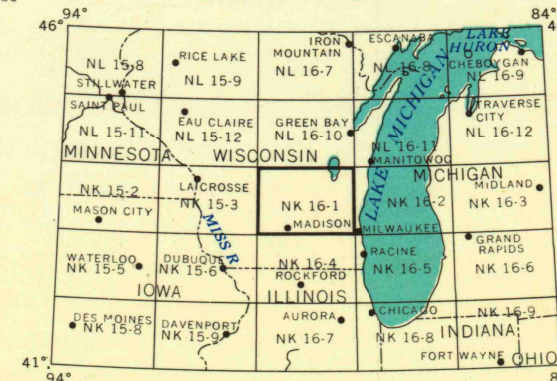 94° 84°
46°
ESCANABA LAKE HURON
IRON MOUNTAIN
NL 15-8 RICE LAKE NL 15-9 NL 16-7 NL 16-8 CHEBOYGAN NL 16-9
STILLWATER
SAINT PAUL
NL 15-11 EAU CLAIRE NL 15-12 GREEN BAY NL 16-10 LAKE MICHIGAN NL 16-11 TRAVERSE CITY NL 16-12
MINNESOTA WISCONSIN MANITOWOC MICHIGAN
NK 15-2 LA CROSSE NK 15-3 NK 16-1 NK 16-2 MIDLAND NK 16-3
MASON CITY MISS R MADISON MILWAUKEE
RACINE GRAND RAPIDS
WATERLOO NK 15-5 DUBUQUE NK 15-6 NK 16-4 ROCKFORD NK 16-5 NK 16-6
IOWA ILLINOIS
DES MOINES NK 15-8 DAVENPORT NK 15-9 AURORA NK 16-7 CHICAGO NK 16-8 NK 16-9
INDIANA
FORT WAYNE OHIO
41°
94°